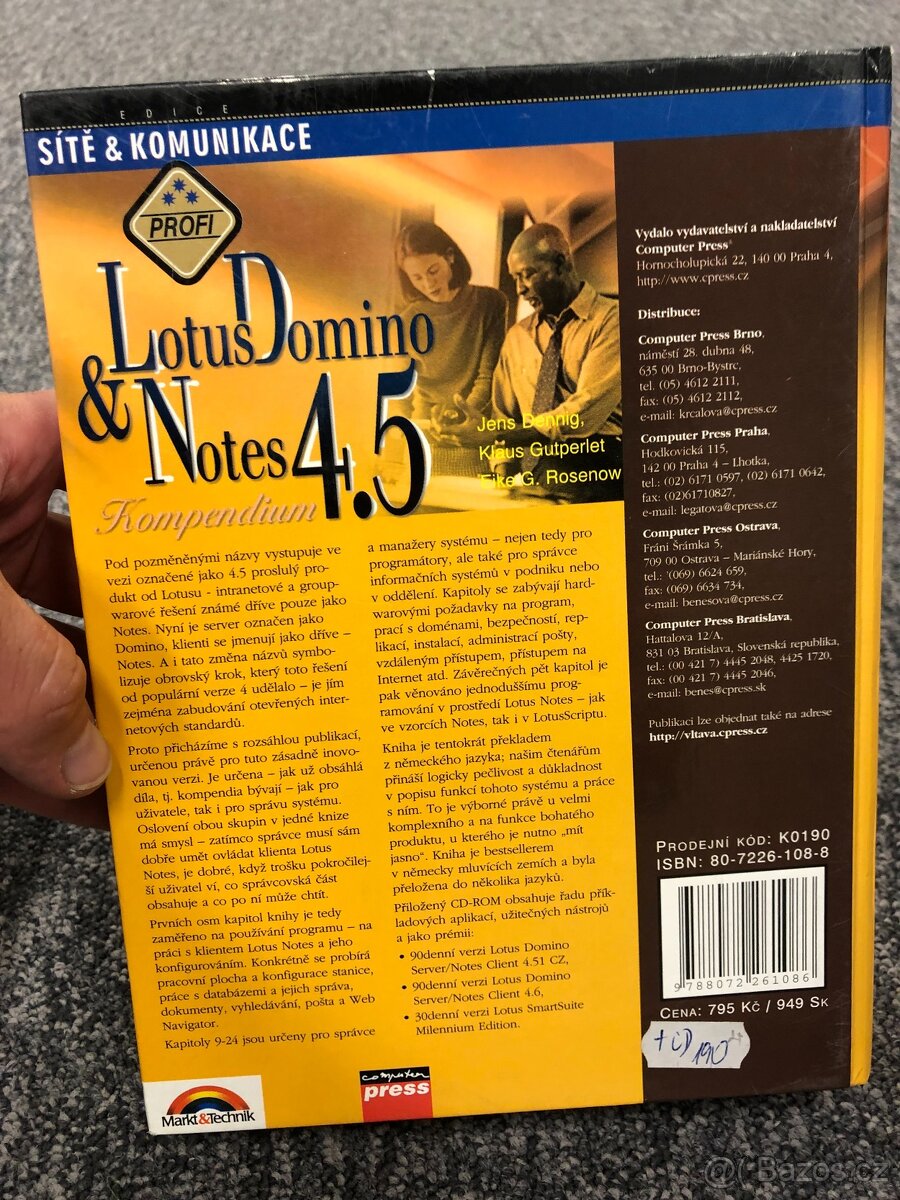 EDICE
SÍTĚ & KOMUNIKACE
PROFI
Lotus Domino
& Notes 4.5
Kompendium
Jens Dennig,
Klaus Gutperlet
Eike G. Rosenow
Pod pozměněnými názvy vystupuje ve
vezi označené jako 4.5 proslulý pro-
dukt od Lotusu - intranetové a group-
warové řešení známé dříve pouze jako
Notes. Nyní je server označen jako
Domino, klienti se jmenují jako dříve –
Notes. A i tato změna názvů symbo-
lizuje obrovský krok, který toto řešení
od populární verze 4 udělalo – je jím
zejména zabudování otevřených inter-
netových standardů.
Proto přicházíme s rozsáhlou publikací,
určenou právě pro tuto zásadně inovo-
vanou verzi. Je určena – jak už obsáhlá
díla, tj. kompendia bývají – jak pro
uživatele, tak i pro správu systému.
Oslovení obou skupin v jedné knize
má smysl – zatímco správce musí sám
dobře umět ovládat klienta Lotus
Notes, je dobré, když trošku pokročilej-
ší uživatel ví, co správcovská část
obsahuje a co po ní může chtít.
Prvních osm kapitol knihy je tedy
zaměřeno na používání programu – na
práci s klientem Lotus Notes a jeho
konfigurováním. Konkrétně se probírá
pracovní plocha a konfigurace stanice,
práce s databázemi a jejich správa,
dokumenty, vyhledávání, pošta a Web
Navigator.
Kapitoly 9-24 jsou určeny pro správce
a manažery systému – nejen tedy pro
programátory, ale také pro správce
informačních systémů v podniku nebo
v oddělení. Kapitoly se zabývají hard-
warovými požadavky na program,
prací s doménami, bezpečností, rep-
likací, instalací, administrací pošty,
vzdáleným přístupem, přístupem na
Internet atd. Závěrečných pět kapitol je
pak věnováno jednoduššímu prog-
ramování v prostředí Lotus Notes – jak
ve vzorcích Notes, tak i v LotusScriptu.
Kniha je tentokrát překladem
z německého jazyka; našim čtenářům
přináší logicky pečlivost a důkladnost
v popisu funkcí tohoto systému a práce
s ním. To je výborné právě u velmi
komplexního a na funkce bohatého
produktu, u kterého je nutno „mít
jasno". Kniha je bestsellerem
v německy mluvících zemích a byla
přeložena do několika jazyků.
Přiložený CD-ROM obsahuje řadu přík-
ladových aplikací, užitečných nástrojů
a jako prémii:
• 90denní verzi Lotus Domino
Server/Notes Client 4.51 CZ,
• 90denní verzi Lotus Domino
Server/Notes Client 4.6,
• 30denní verzi Lotus SmartSuite
Milennium Edition.
Vydalo vydavatelství a nakladatelství
Computer Press®
Hornocholupická 22, 140 00 Praha 4,
http://www.cpress.cz
Distribuce:
Computer Press Brno,
náměstí 28. dubna 48,
635 00 Brno-Bystrc,
tel. (05) 4612 2111,
fax: (05) 4612 2112,
e-mail: krcalova@cpress.cz
Computer Press Praha,
Hodkovická 115,
142 00 Praha 4 – Lhotka,
tel.: (02) 6171 0597, (02) 6171 0642,
fax: (02)61710827,
e-mail: legatova@cpress.cz
Computer Press Ostrava,
Fráni Šrámka 5,
709 00 Ostrava – Mariánské Hory,
tel.: '(069) 6624 659,
fax: (069) 6634 734,
e-mail: benesova@cpress.cz
Computer Press Bratislava,
Hattalova 12/A,
831 03 Bratislava, Slovenská republika,
tel.: (00 421 7) 4445 2048, 4425 1720,
fax: (00 421 7) 4445 2046,
e-mail: benes@cpress.sk
Publikaci lze objednat také na adrese
http://vltava.cpress.cz
PRODEJNÍ KÓD: K0190
ISBN: 80-7226-108-8
9 788072 261086
CENA: 795 KČ / 949 SK
+ CD 190
Markt&Technik
computer
press
@ Bazos.cz